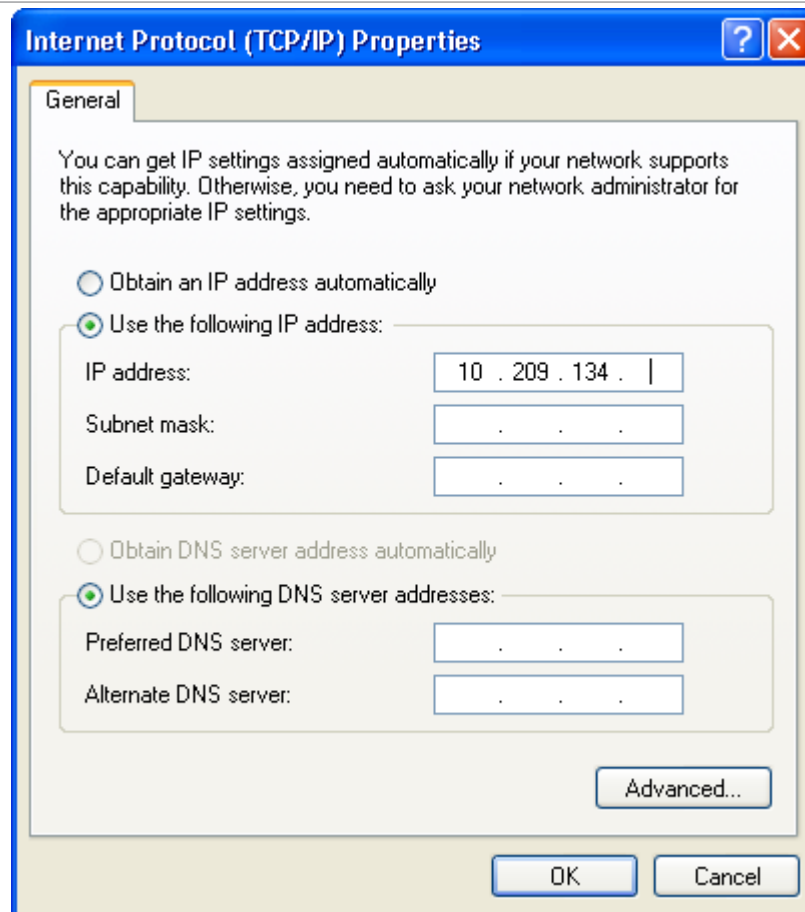 Internet Protocol (TCP/IP) Properties
General
You can get IP settings assigned automatically if your network supports
this capability. Otherwise, you need to ask your network administrator for
the appropriate IP settings.
Obtain an IP address automatically
Use the following IP address:
IP address: 10 . 209 . 134 .
Subnet mask: . . .
Default gateway: . . .
Obtain DNS server address automatically
Use the following DNS server addresses:
Preferred DNS server: . . .
Alternate DNS server: . . .
Advanced...
OK Cancel